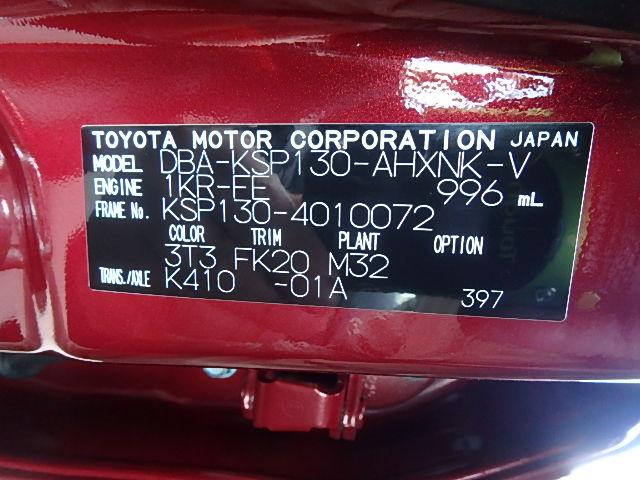 TOYOTA MOTOR CORPORATION JAPAN
MODEL DBA-KSP130-AHXNK-V
ENGINE 1KR-FE 996 mL
FRAME No. KSP130-4010072
COLOR TRIM PLANT OPTION
3T3 FK20 M32
TRANS./AXLE K410 -01A 397